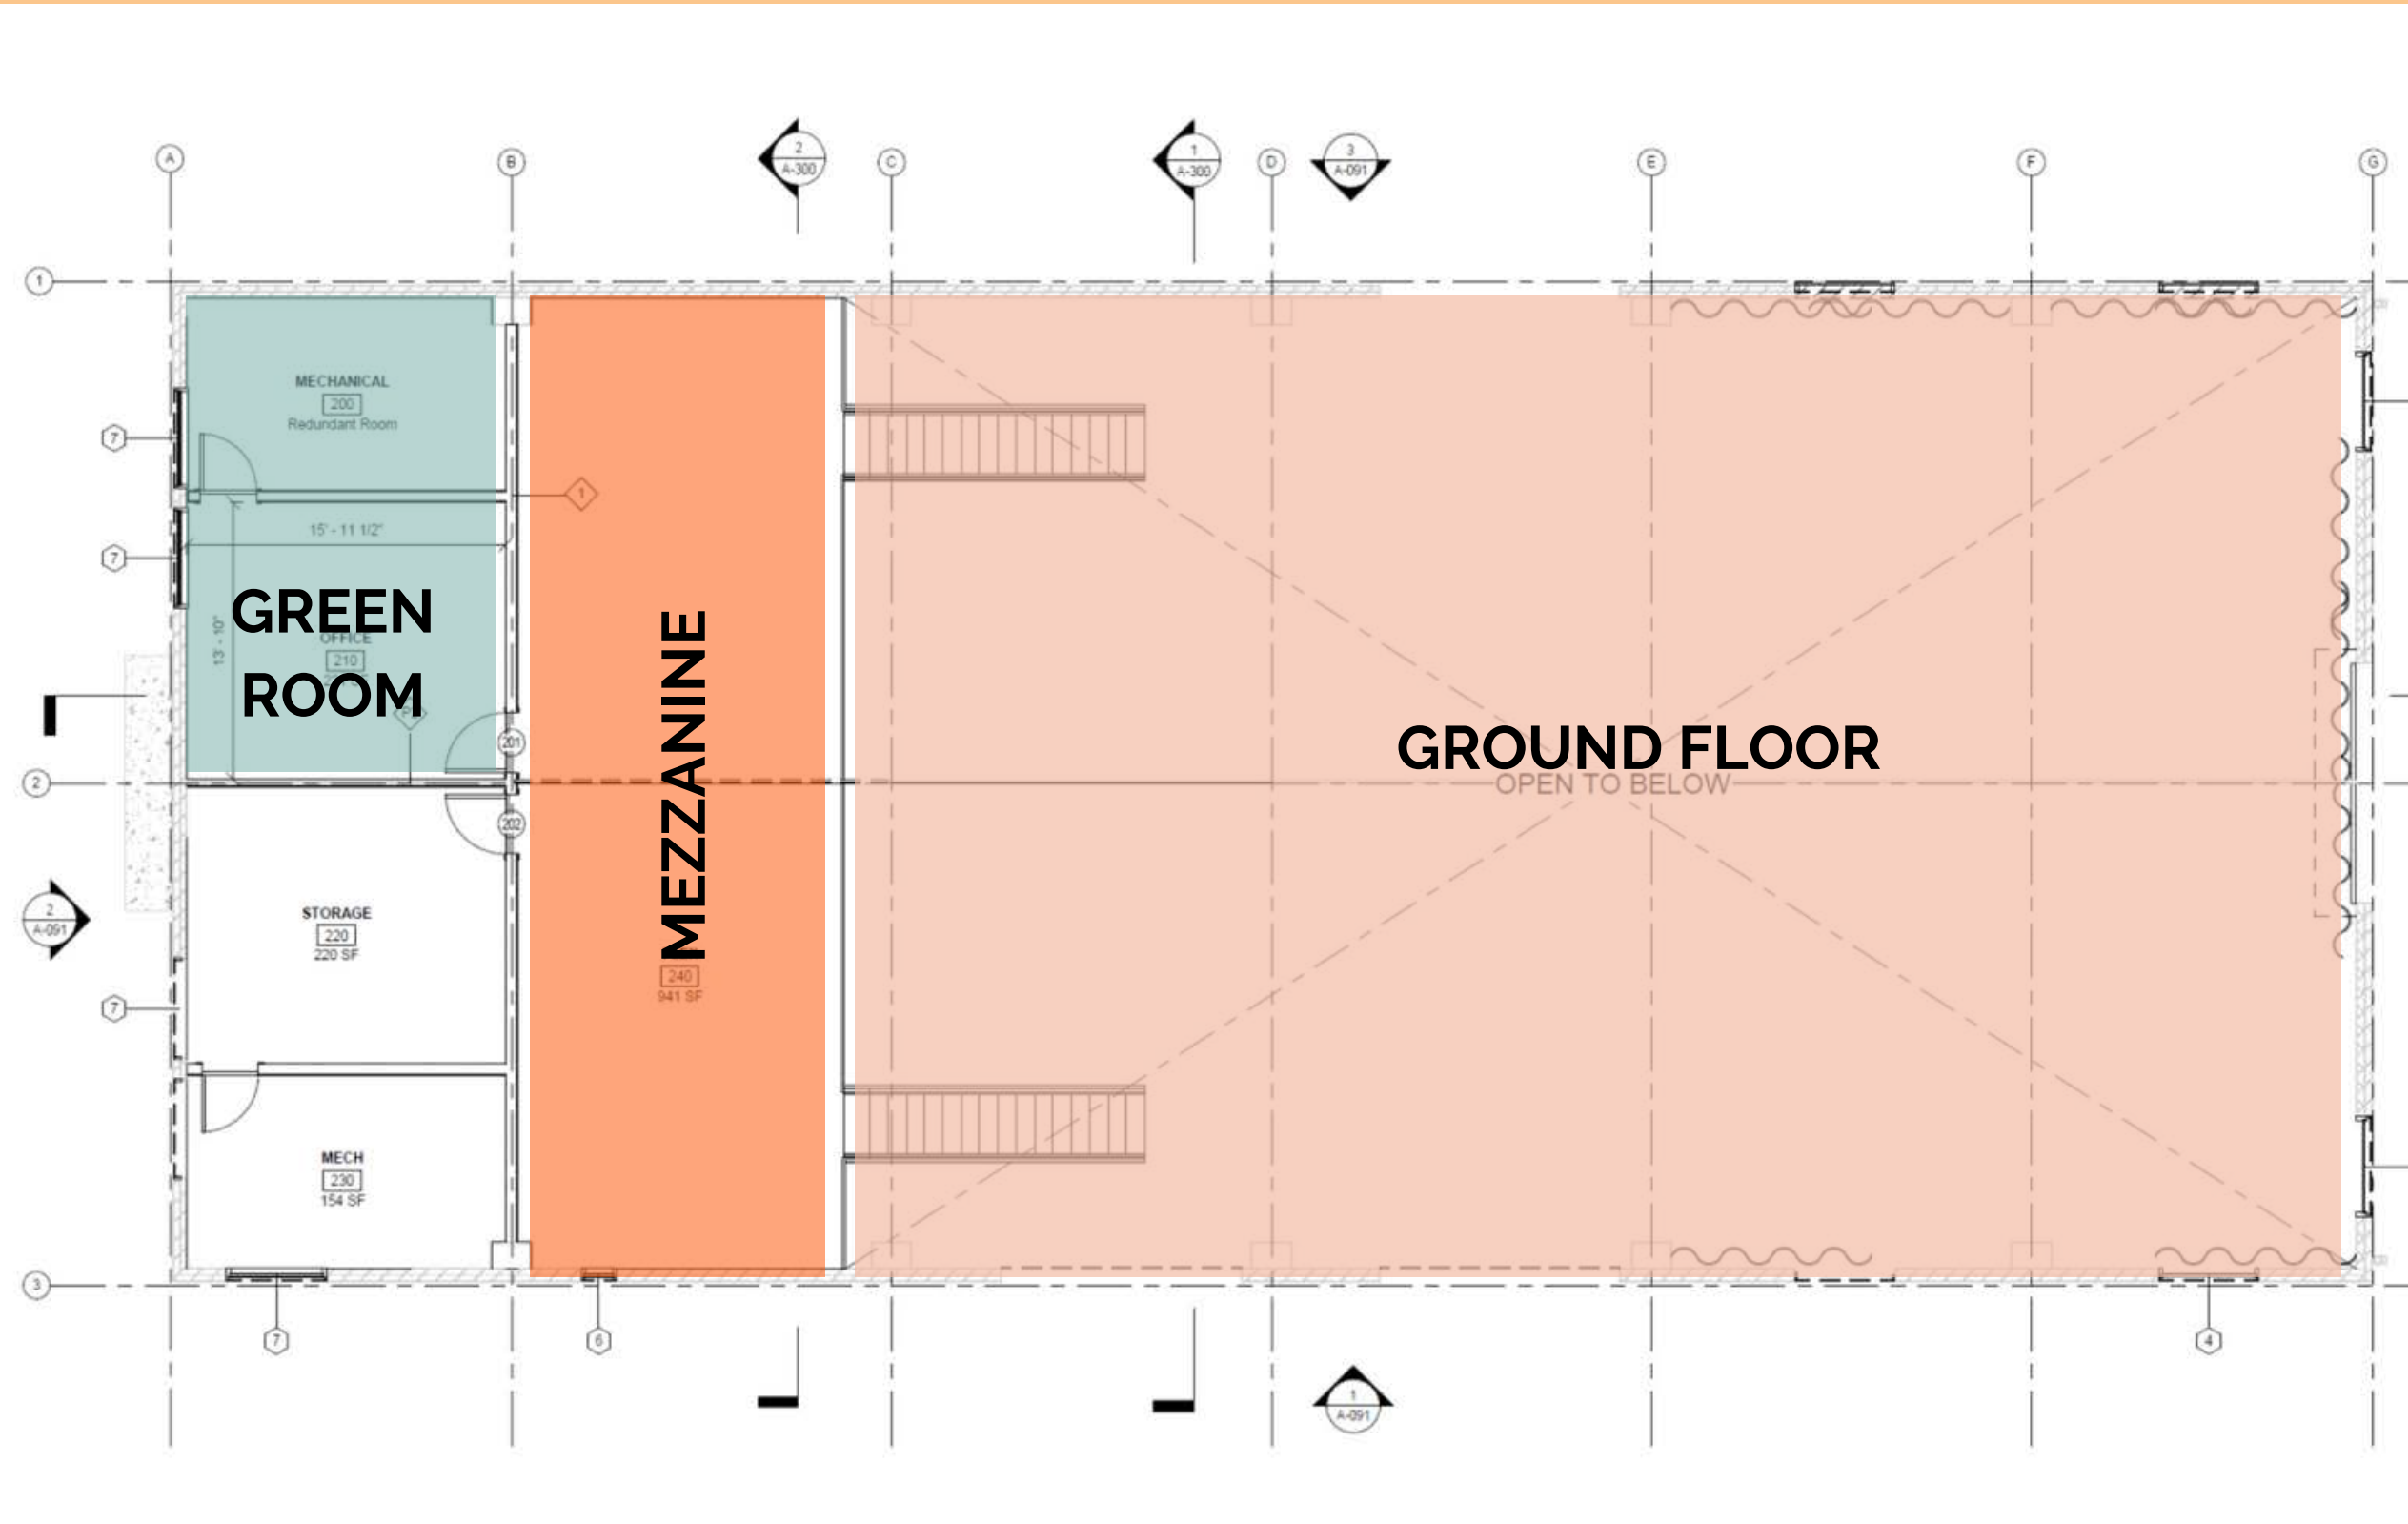 A
B
2
A-300
C
1
A-300
D
3
A-091
E
F
G
1
MECHANICAL
200
Redundant Room
7
1
15' - 11 1/2"
7
GREEN
OFFICE
13' - 10"
210
ROOM
MEZZANINE
201
GROUND FLOOR
2
OPEN TO BELOW
202
STORAGE
220
220 SF
2
A-091
240
941 SF
7
MECH
230
154 SF
3
7
6
4
1
A-091